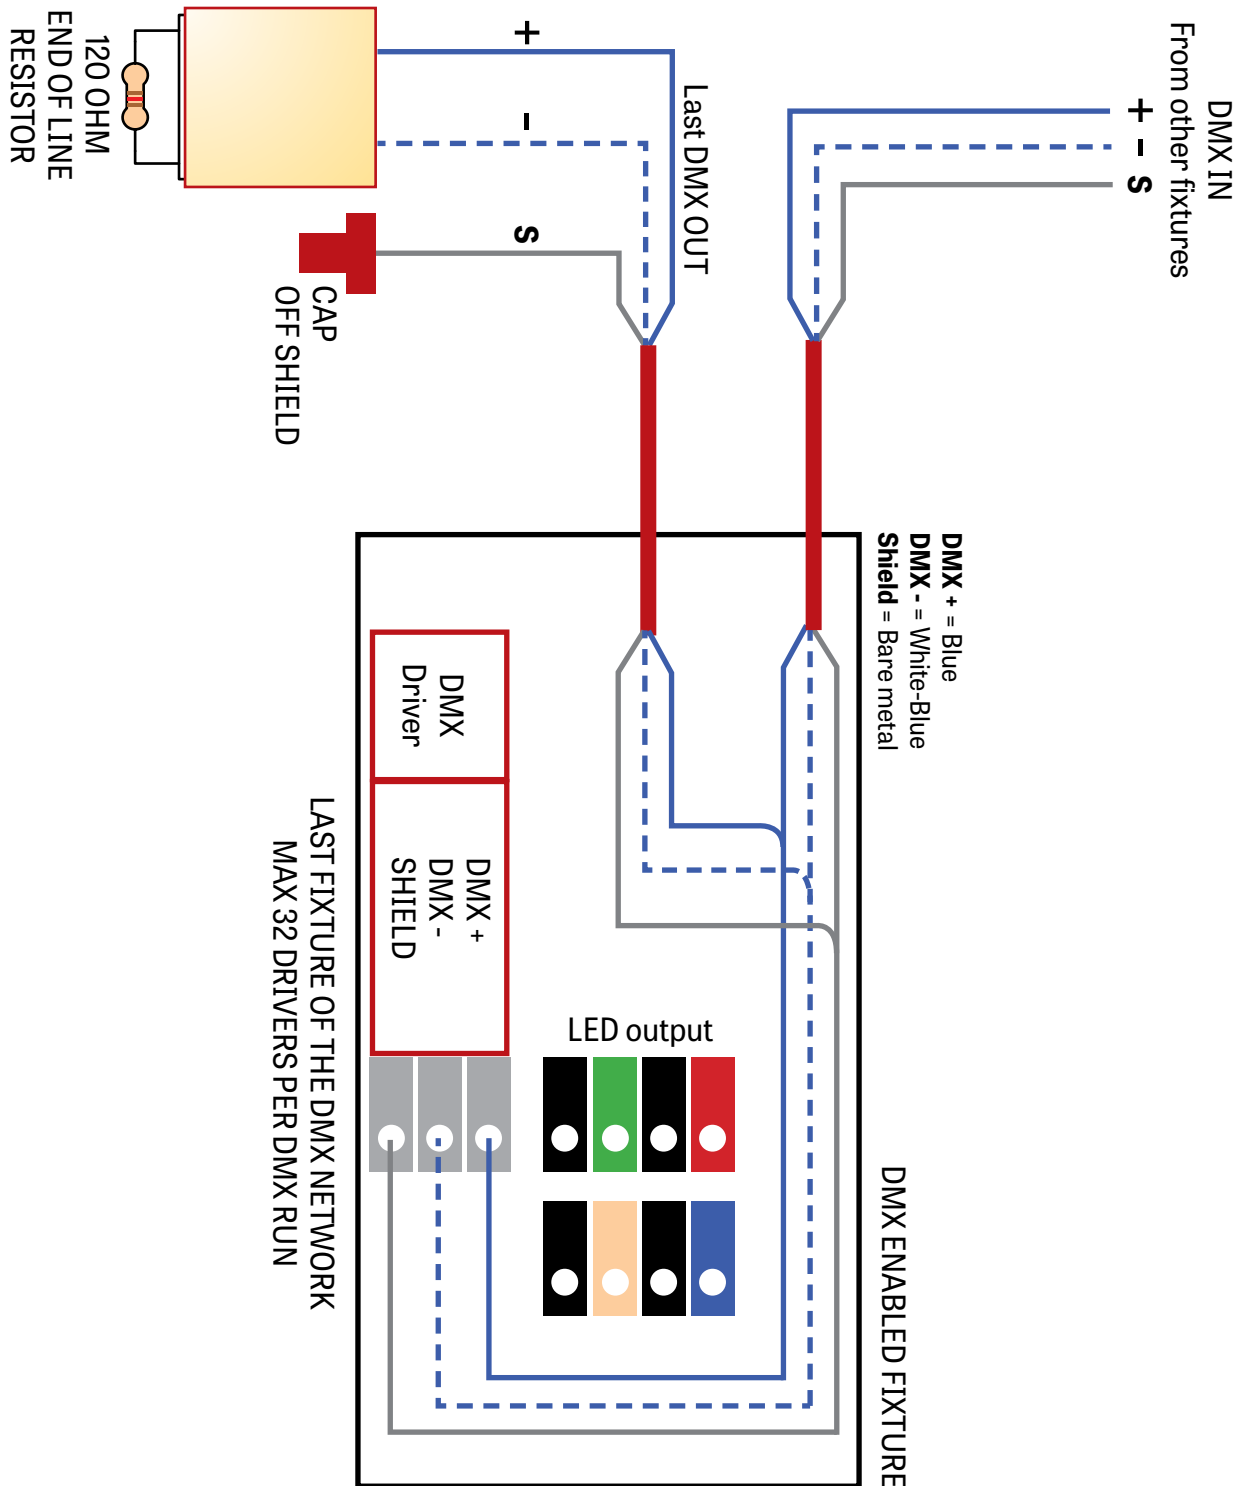 DMX IN
From other fixtures
+
-
S
DMX + = Blue
DMX - = White-Blue
Shield = Bare metal
DMX ENABLED FIXTURE
Last DMX OUT
+
-
S
LED output
DMX +
DMX -
SHIELD
DMX
Driver
CAP
OFF SHIELD
LAST FIXTURE OF THE DMX NETWORK
MAX 32 DRIVERS PER DMX RUN
120 OHM
END OF LINE
RESISTOR